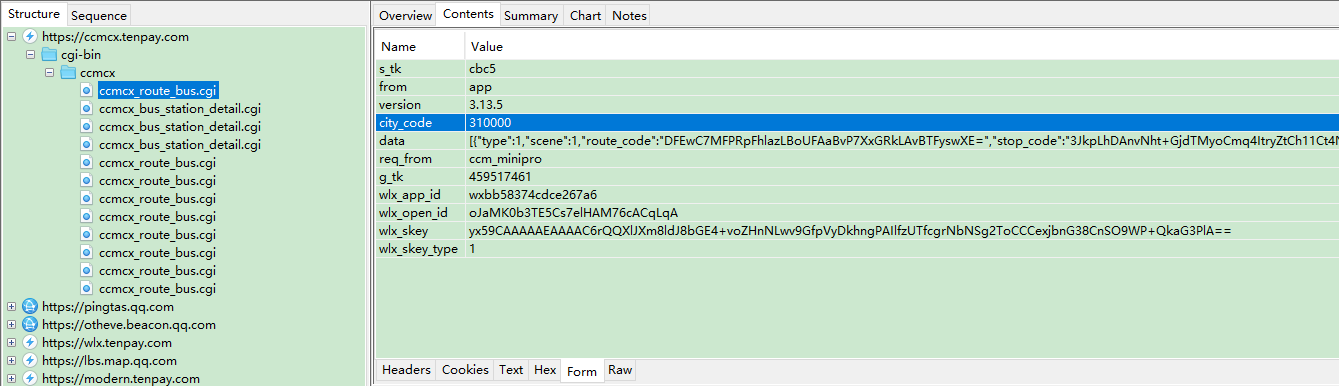 Structure Sequence
https://ccmcx.tenpay.com
cgi-bin
ccmcx
ccmcx_route_bus.cgi
ccmcx_bus_station_detail.cgi
ccmcx_bus_station_detail.cgi
ccmcx_bus_station_detail.cgi
ccmcx_route_bus.cgi
ccmcx_route_bus.cgi
ccmcx_route_bus.cgi
ccmcx_route_bus.cgi
ccmcx_route_bus.cgi
ccmcx_route_bus.cgi
ccmcx_route_bus.cgi
ccmcx_route_bus.cgi
https://pingtas.qq.com
https://otheve.beacon.qq.com
https://wlx.tenpay.com
https://lbs.map.qq.com
https://modern.tenpay.com
Overview Contents Summary Chart Notes
Name Value
s_tk cbc5
from app
version 3.13.5
city_code 310000
data [{"type":1,"scene":1,"route_code":"DFEwC7MFPRpFhlazLBoUFAaBvP7XxGRkLAvBTFyswXE=","stop_code":"3JkpLhDAnvNht+GjdTMyoCmq4ItryZtCh11Ct4N
req_from ccm_minipro
g_tk 459517461
wlx_app_id wxbb58374cdce267a6
wlx_open_id oJaMK0b3TE5Cs7elHAM76cACqLqA
wlx_skey yx59CAAAAAEAAAAC6rQQXlJXm8ldJ8bGE4+voZHnNLwv9GfpVyDkhngPAIlfzUTfcgrNbNSg2ToCCCexjbnG38CnSO9WP+QkaG3PlA==
wlx_skey_type 1
Headers Cookies Text Hex Form Raw